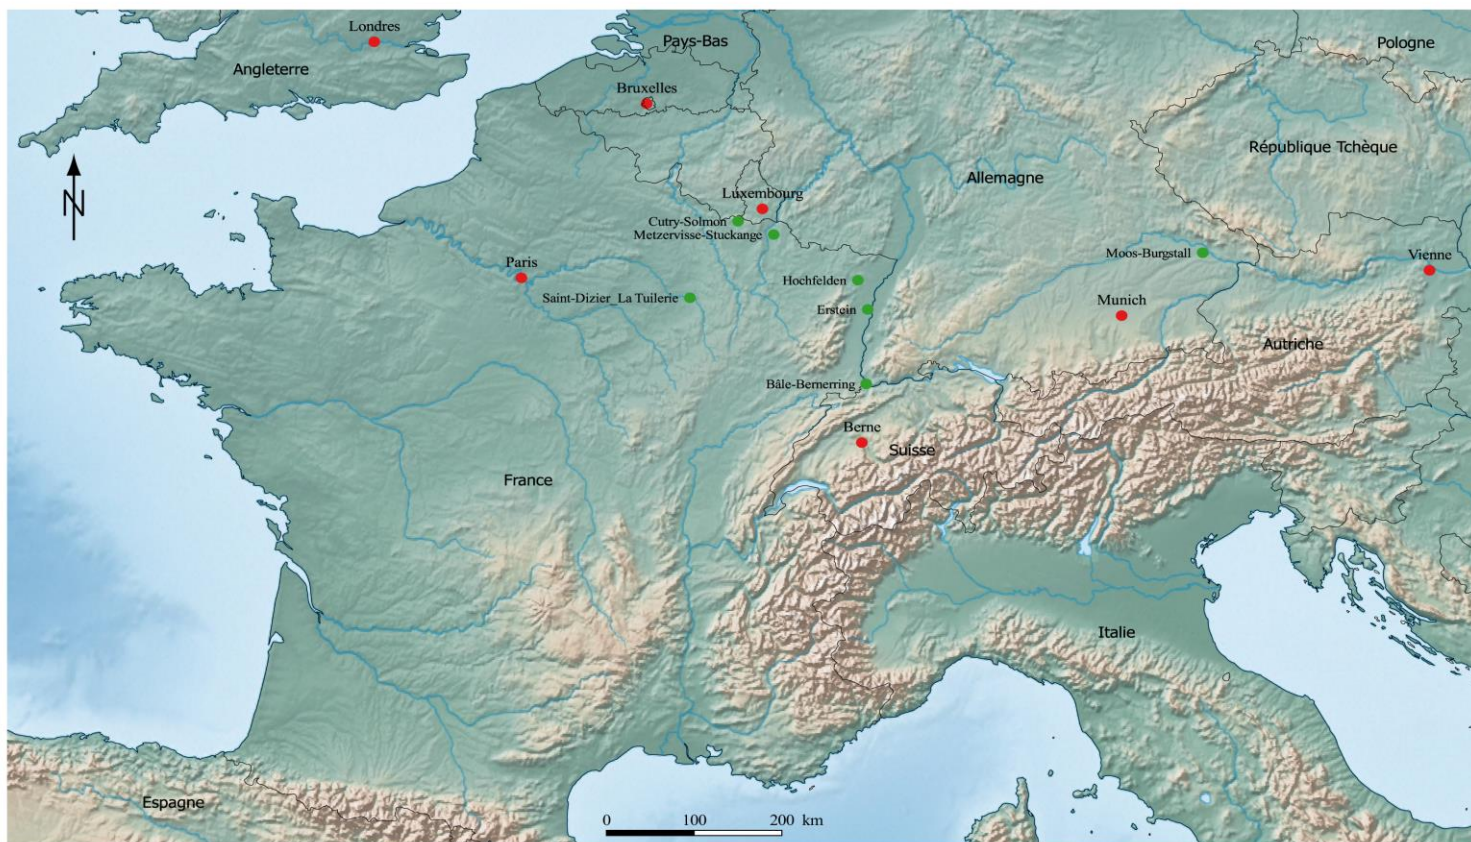 Londres
Pays-Bas
Pologne
Angleterre
Bruxelles
République Tchèque
Allemagne
Luxembourg
N
Cutry-Solmon
Metzervisse-Stuckange
Moos-Burgstall
Vienne
Paris
Hochfelden
Saint-Dizier_La Tuilerie
Munich
Erstein
Autriche
Bâle-Bernerring
Berne
Suisse
France
Italie
Espagne
0 100 200 km